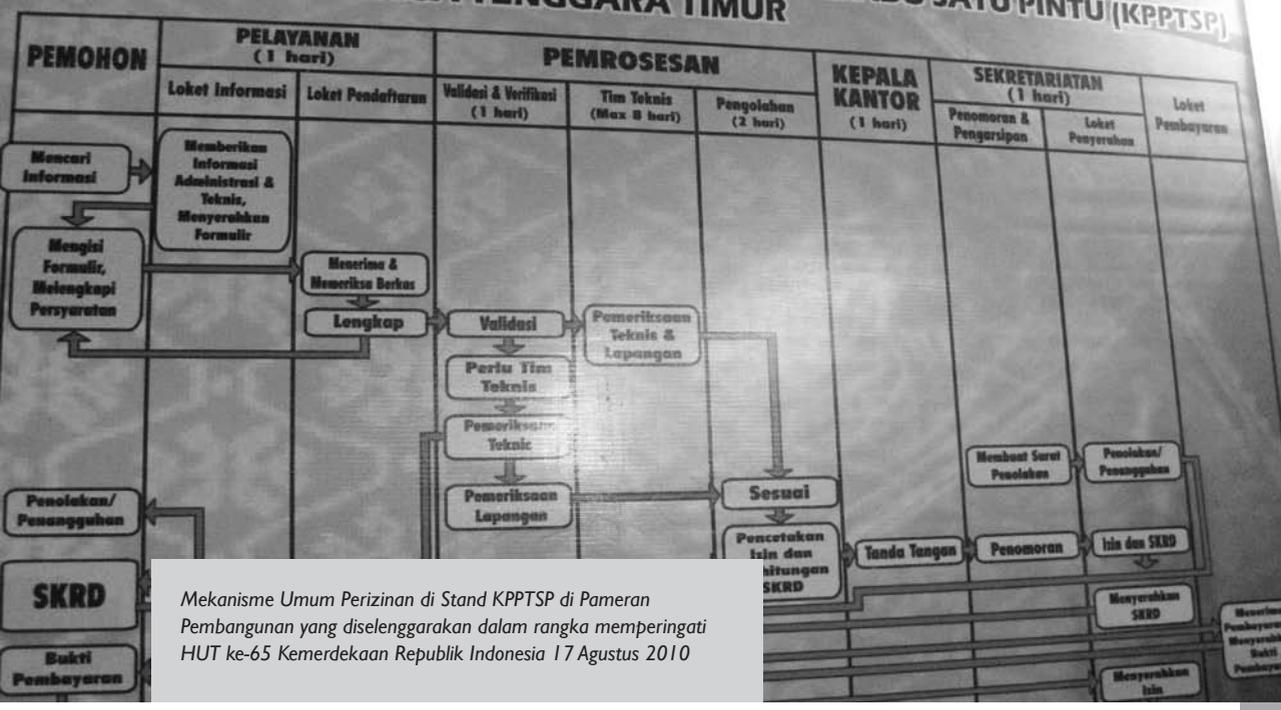 TENGGARA TIMUR
SATU PINTU (KPPTSP)
PEMOHON
PELAYANAN
(1 hari)
PEMROSESAN
KEPALA
KANTOR
(1 hari)
SEKRETARIATAN
(1 hari)
Loket
Pembayaran
Loket Informasi
Loket Pendaftaran
Validasi & Verifikasi
(1 hari)
Tim Teknis
(Max 8 hari)
Pengolahan
(2 hari)
Penomoran &
Pengarsipan
Loket
Penyerahan
Mencari
Informasi
Memberikan
Informasi
Administrasi &
Teknis,
Menyerahkan
Formulir
Mengisi
Formulir,
Melengkapi
Persyaratan
Menerima &
Memeriksa Berkas
Lengkap
Validasi
Pemeriksaan
Teknis &
Lapangan
Perlu Tim
Teknis
Pemeriksaan
Teknic
Pemeriksaan
Lapangan
Sesuai
Membuat Surat
Penolakan
Penolakan/
Penangguhan
Penolakan/
Penangguhan
Pencetakan
Izin dan
hitungan
SKRD
Tanda Tangan
Penomoran
Izin dan SKRD
SKRD
Menyerahkan
SKRD
Bukti
Pembayaran
Menyerahkan
Izin
Mekanisme Umum Perizinan di Stand KPPTSP di Pameran
Pembangunan yang diselenggarakan dalam rangka memperingati
HUT ke-65 Kemerdekaan Republik Indonesia 17 Agustus 2010